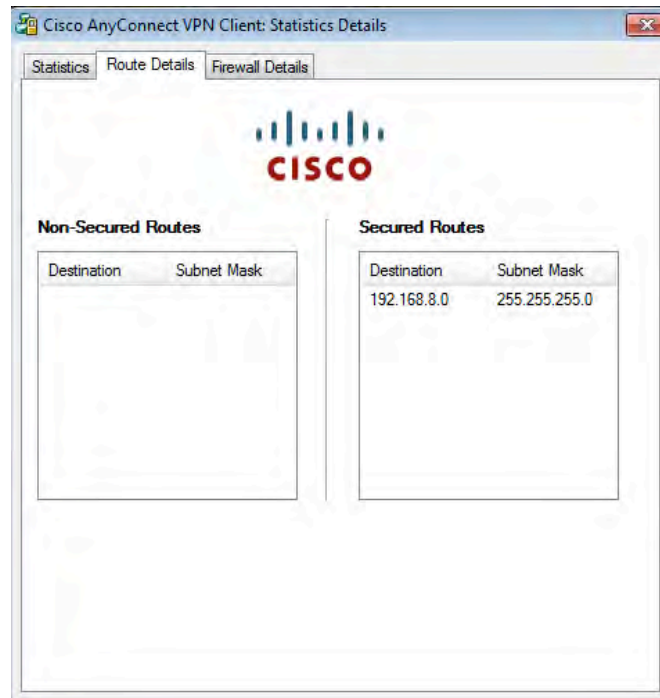 Cisco AnyConnect VPN Client: Statistics Details
Statistics Route Details Firewall Details
CISCO
Non-Secured Routes Secured Routes
Destination Subnet Mask Destination Subnet Mask
192.168.8.0 255.255.255.0